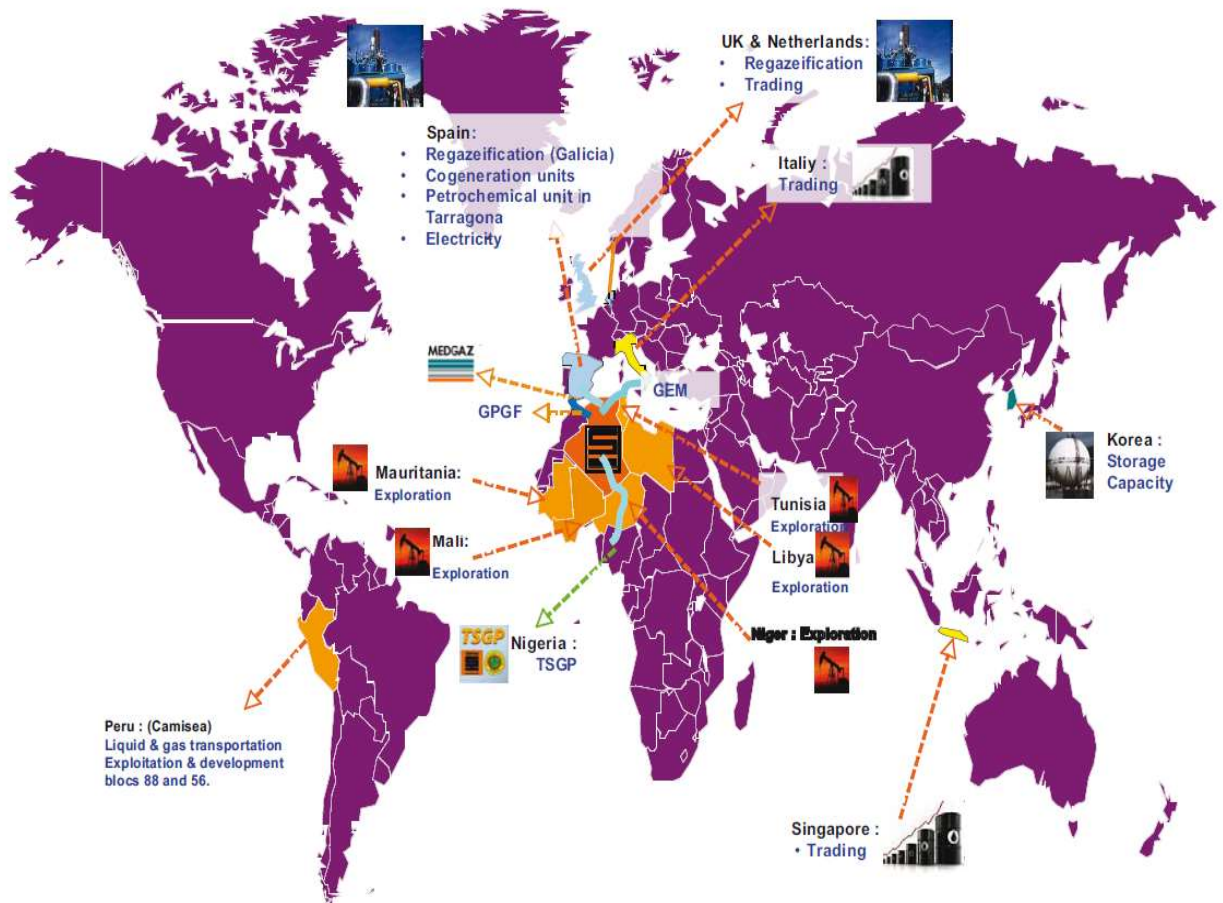 UK & Netherlands:
• Regazeification
• Trading
Spain:
• Regazeification (Galicia)
• Cogeneration units
• Petrochemical unit in
Tarragona
• Electricity
Italiy :
Trading
MEDGAZ
GEM
GPGF
Korea :
Storage
Capacity
Mauritania:
Exploration
Tunisia
Exploration
Mali:
Exploration
Libya
Exploration
TSGP
Nigeria :
TSGP
Niger : Exploration
Peru : (Camisea)
Liquid & gas transportation
Exploitation & development
blocs 88 and 56.
Singapore :
• Trading